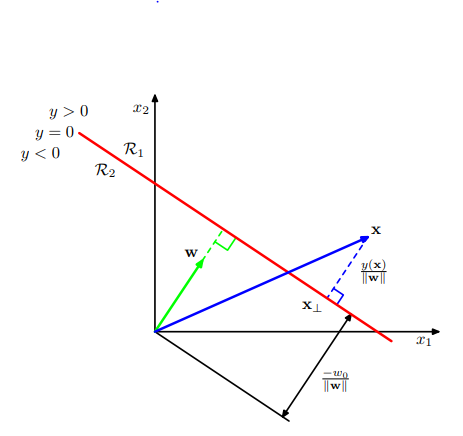 y > 0
x₂
y = 0
R₁
y < 0
R₂
w
x
y(x)
‖w‖
x⊥
x₁
−w₀
‖w‖